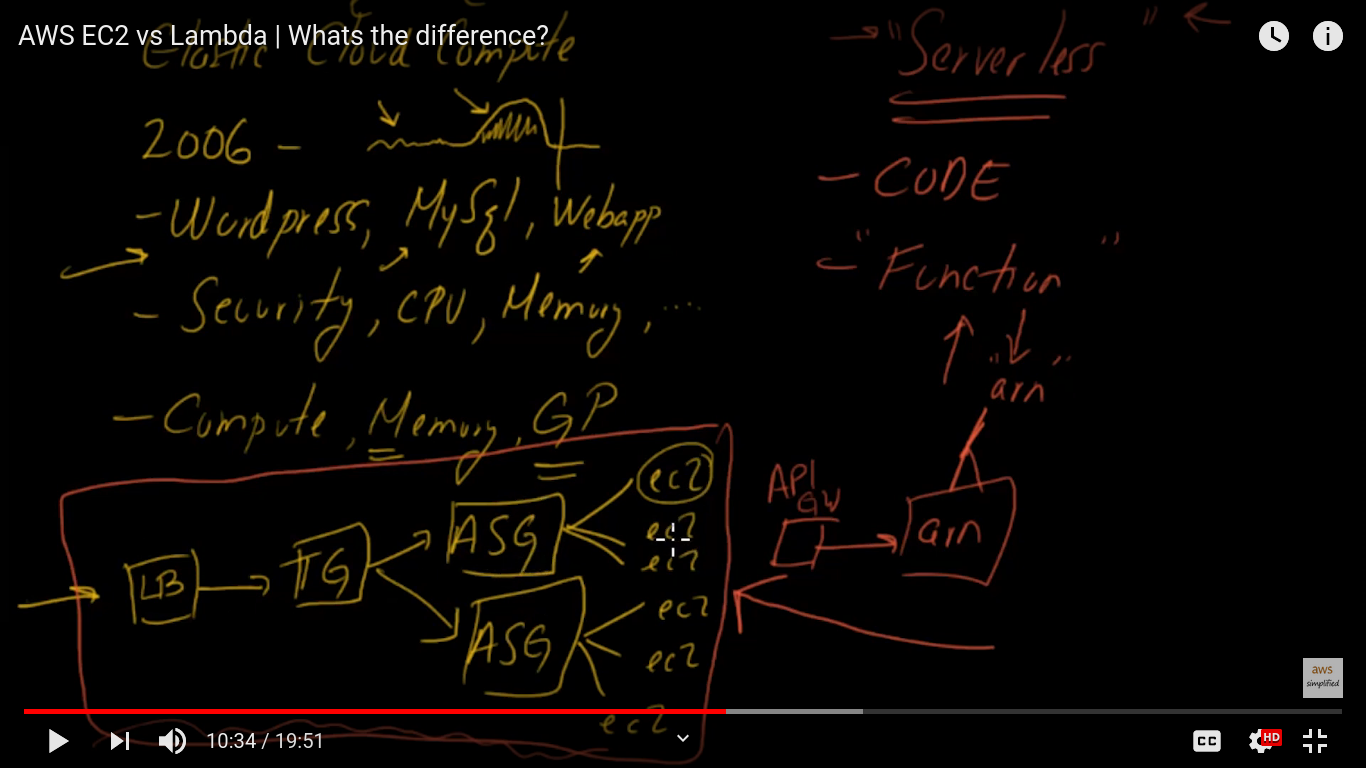 AWS EC2 vs Lambda | Whats the difference?
Elastic Cloud Compute
2006 -
- Wordpress, MySql, Webapp
- Security, CPU, Memory, ....
- Compute, Memory, GP
LB
TG
ASG
ec2
ec2
ec2
ASG
ec2
ec2
ec2
"Serverless"
- CODE
- "Function"
"arn"
API
GW
arn
aws
simplified
10:34 / 19:51
CC
HD